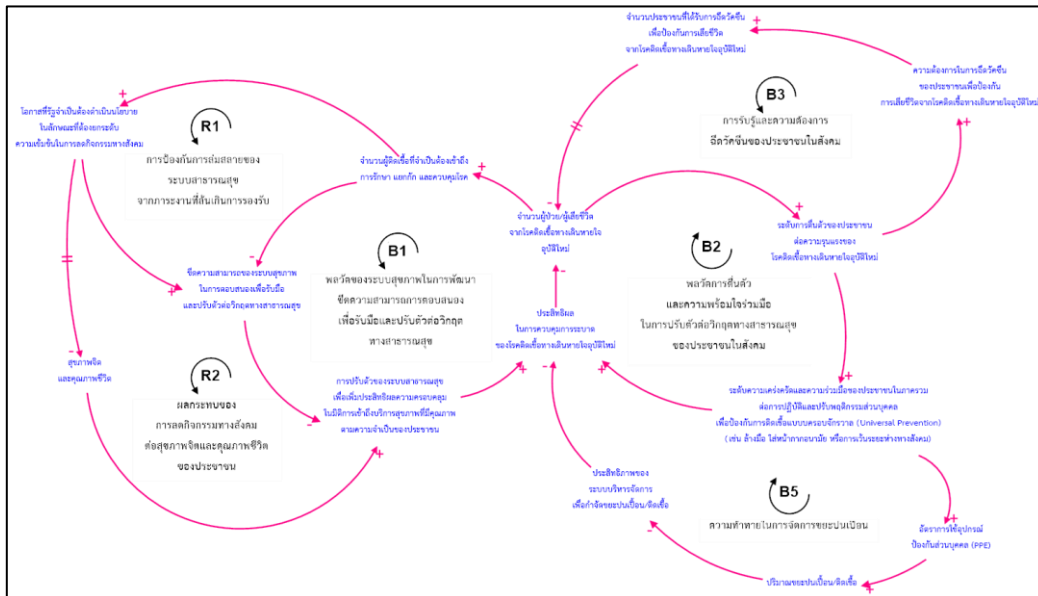 จำนวนประชาชนที่ได้รับการฉีดวัคซีน
เพื่อป้องกันการเสียชีวิต
จากโรคติดเชื้อทางเดินหายใจอุบัติใหม่
ความต้องการในการฉีดวัคซีน
ของประชาชนเพื่อป้องกัน
การเสียชีวิตจากโรคติดเชื้อทางเดินหายใจอุบัติใหม่
B3
การรับรู้และความต้องการ
ฉีดวัคซีนของประชาชนในสังคม
โอกาสที่รัฐจำเป็นต้องดำเนินนโยบาย
ในลักษณะที่ต้องยกระดับ
ความเข้มข้นในการลดกิจกรรมทางสังคม
R1
การป้องกันการล่มสลายของ
ระบบสาธารณสุข
จากภาระงานที่ล้นเกินการรองรับ
จำนวนผู้ติดเชื้อที่จำเป็นต้องเข้าถึง
การรักษา แยกกัก และควบคุมโรค
จำนวนผู้ป่วย/ผู้เสียชีวิต
จากโรคติดเชื้อทางเดินหายใจ
อุบัติใหม่
ระดับการตื่นตัวของประชาชน
ต่อความรุนแรงของ
โรคติดเชื้อทางเดินหายใจอุบัติใหม่
ขีดความสามารถของระบบสุขภาพ
ในการตอบสนองเพื่อรับมือ
และปรับตัวต่อวิกฤตทางสาธารณสุข
B1
พลวัตของระบบสุขภาพในการพัฒนา
ขีดความสามารถการตอบสนอง
เพื่อรับมือและปรับตัวต่อวิกฤต
ทางสาธารณสุข
B2
พลวัตการตื่นตัว
และความพร้อมใจร่วมมือ
ในการปรับตัวต่อวิกฤตทางสาธารณสุข
ของประชาชนในสังคม
ประสิทธิผล
ในการควบคุมการระบาด
ของโรคติดเชื้อทางเดินหายใจอุบัติใหม่
สุขภาพจิต
และคุณภาพชีวิต
R2
ผลกระทบของ
การลดกิจกรรมทางสังคม
ต่อสุขภาพจิตและคุณภาพชีวิต
ของประชาชน
การปรับตัวของระบบสาธารณสุข
เพื่อเพิ่มประสิทธิผลความครอบคลุม
ในมิติการเข้าถึงบริการสุขภาพที่มีคุณภาพ
ตามความจำเป็นของประชาชน
ระดับความเคร่งครัดและความร่วมมือของประชาชนในภาพรวม
ต่อการปฏิบัติและปรับพฤติกรรมส่วนบุคคล
เพื่อป้องกันการติดเชื้อแบบบครอบจักรวาล (Universal Prevention)
(เช่น ล้างมือ ใส่หน้ากากอนามัย หรือการเว้นระยะห่างทางสังคม)
ประสิทธิภาพของ
ระบบบริหารจัดการ
เพื่อกำจัดขยะปนเปื้อน/ติดเชื้อ
B5
ความท้าทายในการจัดการขยะปนเปื้อน
อัตราการใช้อุปกรณ์
ป้องกันส่วนบุคคล (PPE)
ปริมาณขยะปนเปื้อน/ติดเชื้อ